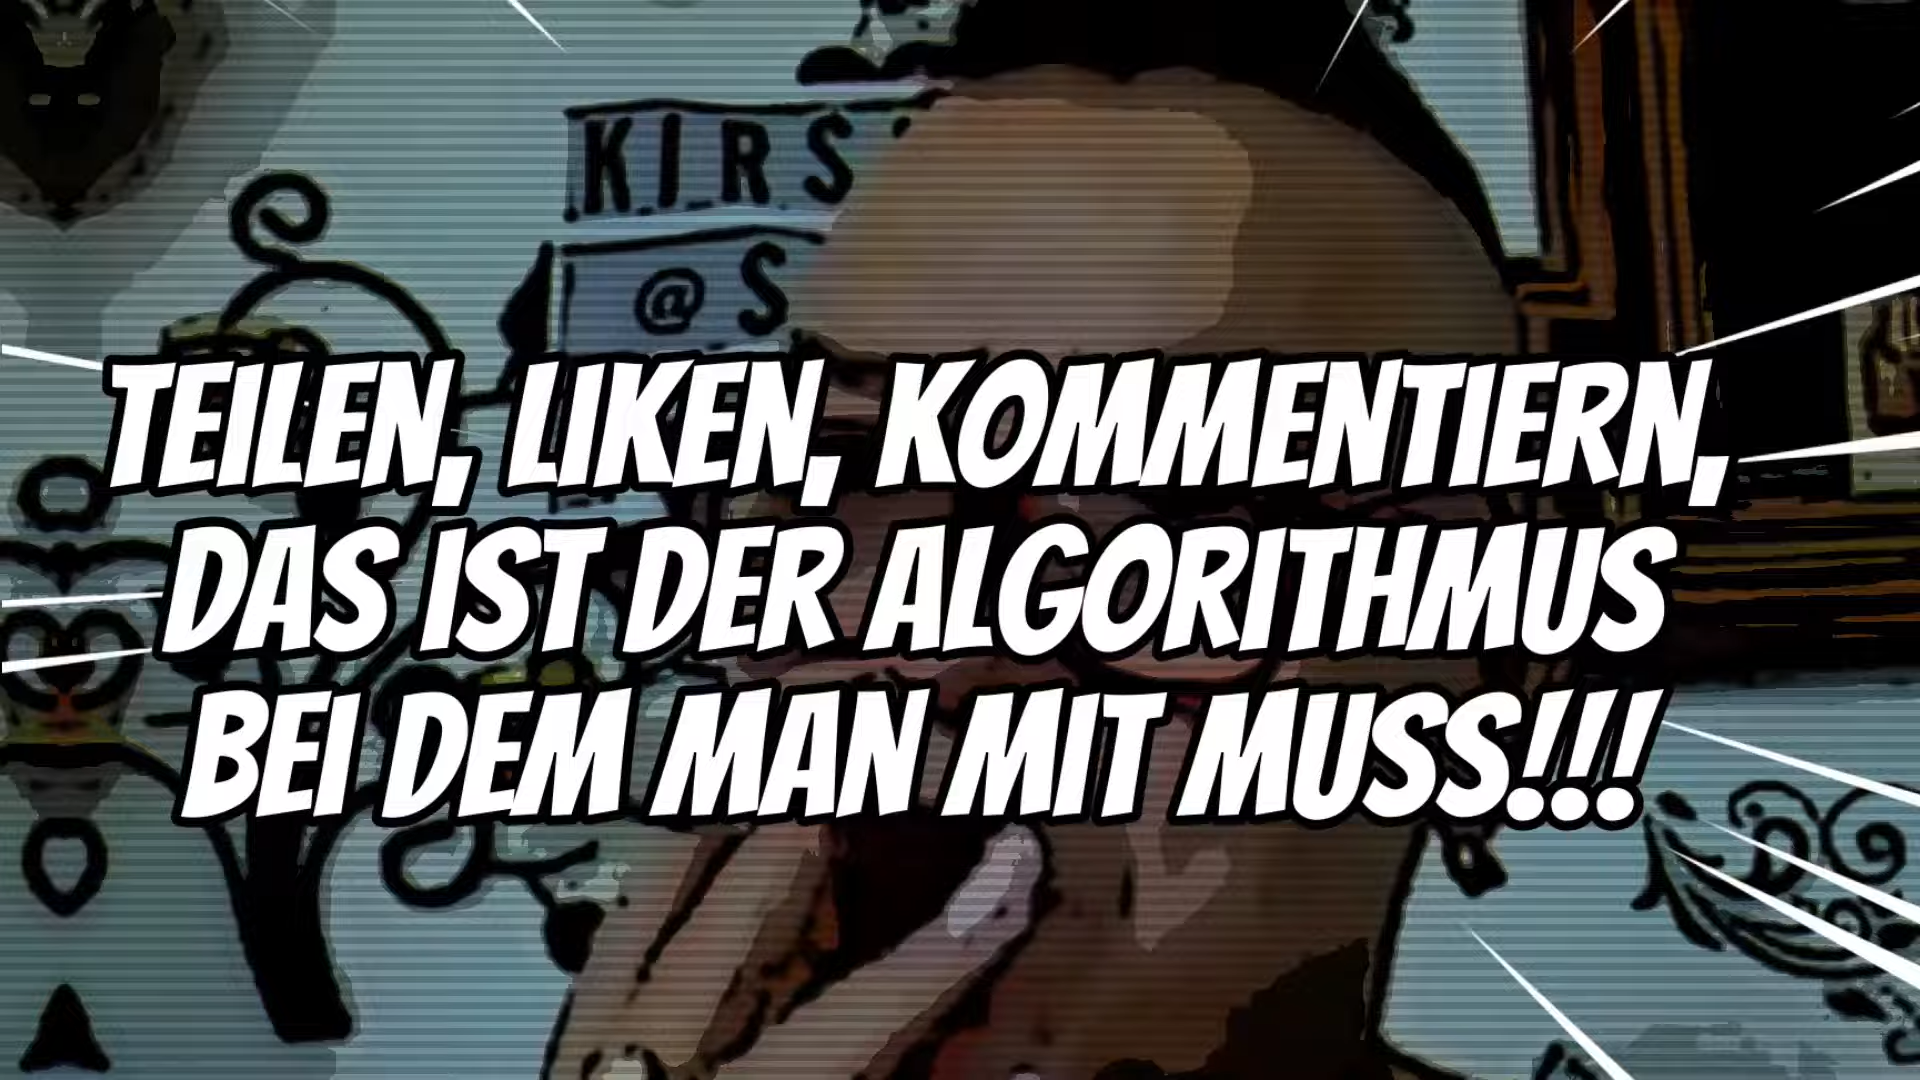 KIRS
@ S
TEILEN, LIKEN, KOMMENTIERN,
DAS IST DER ALGORITHMUS
BEI DEM MAN MIT MUSS!!!